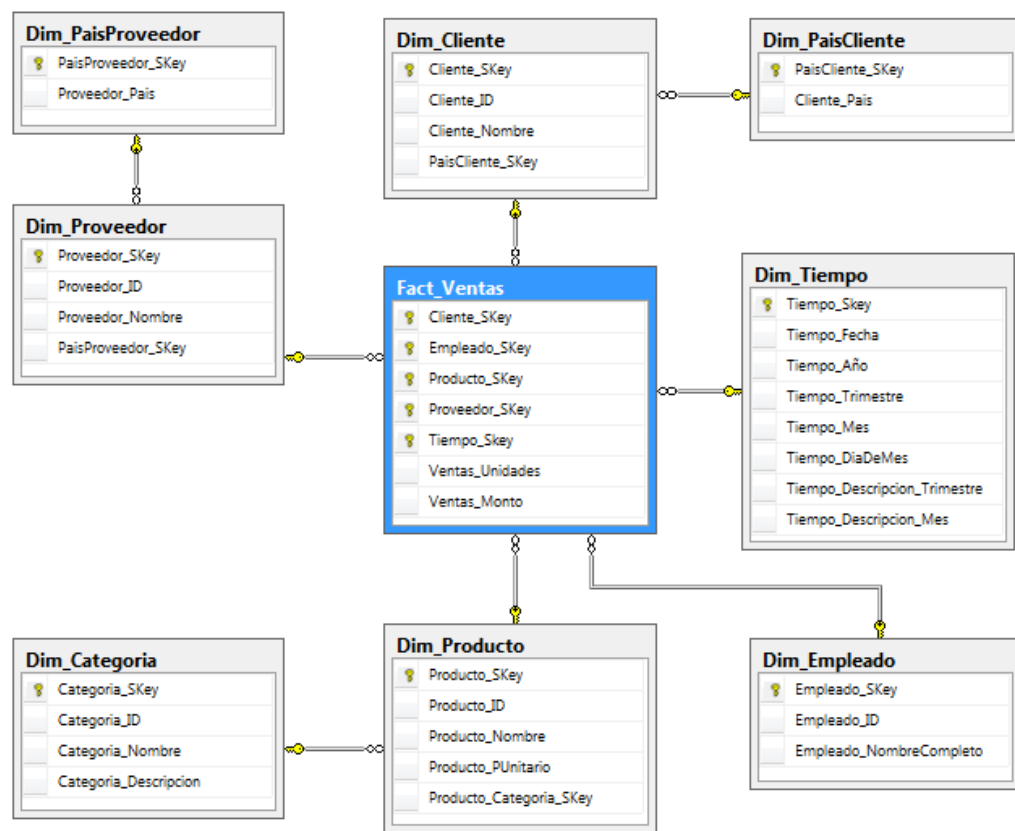 Dim_PaisProveedor
PaisProveedor_SKey
Proveedor_Pais
Dim_Cliente
Cliente_SKey
Cliente_ID
Cliente_Nombre
PaisCliente_SKey
Dim_PaisCliente
PaisCliente_SKey
Cliente_Pais
Dim_Proveedor
Proveedor_SKey
Proveedor_ID
Proveedor_Nombre
PaisProveedor_SKey
Fact_Ventas
Cliente_SKey
Empleado_SKey
Producto_SKey
Proveedor_SKey
Tiempo_Skey
Ventas_Unidades
Ventas_Monto
Dim_Tiempo
Tiempo_Skey
Tiempo_Fecha
Tiempo_Año
Tiempo_Trimestre
Tiempo_Mes
Tiempo_DiaDeMes
Tiempo_Descripcion_Trimestre
Tiempo_Descripcion_Mes
Dim_Categoria
Categoria_SKey
Categoria_ID
Categoria_Nombre
Categoria_Descripcion
Dim_Producto
Producto_SKey
Producto_ID
Producto_Nombre
Producto_PUnitario
Producto_Categoria_SKey
Dim_Empleado
Empleado_SKey
Empleado_ID
Empleado_NombreCompleto